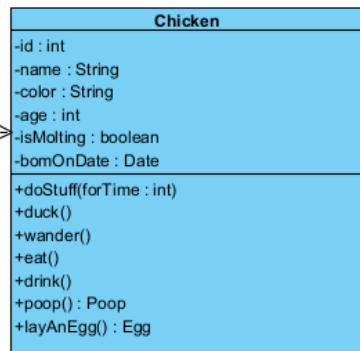 Chicken
-id : int
-name : String
-color : String
-age : int
-isMolting : boolean
-bornOnDate : Date
+doStuff(forTime : int)
+duck()
+wander()
+eat()
+drink()
+poop() : Poop
+layAnEgg() : Egg